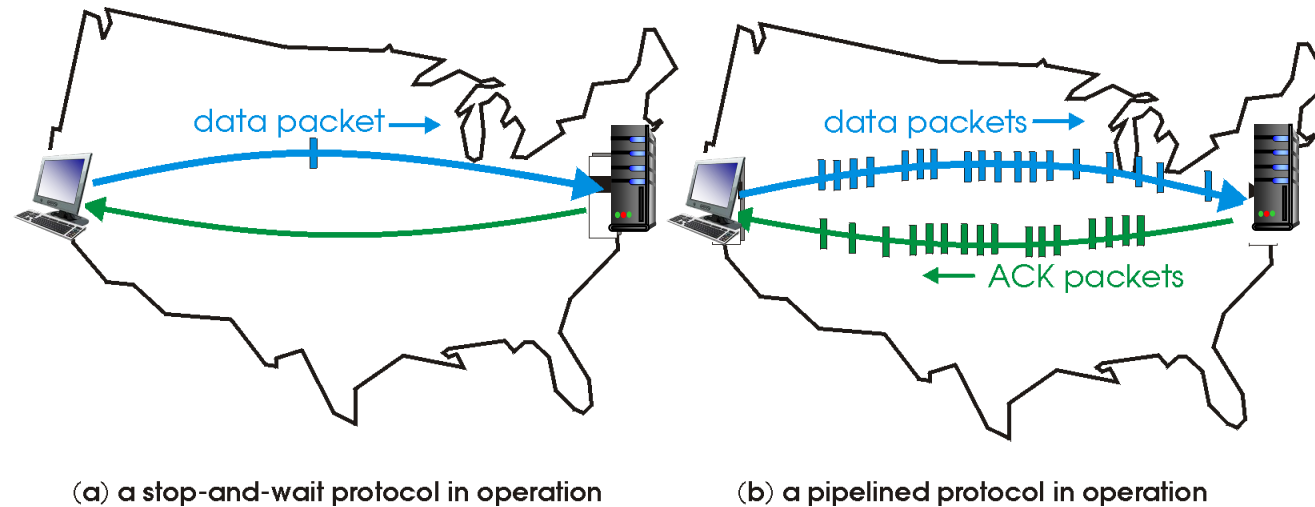 data packet
data packets
ACK packets
(a) a stop-and-wait protocol in operation
(b) a pipelined protocol in operation